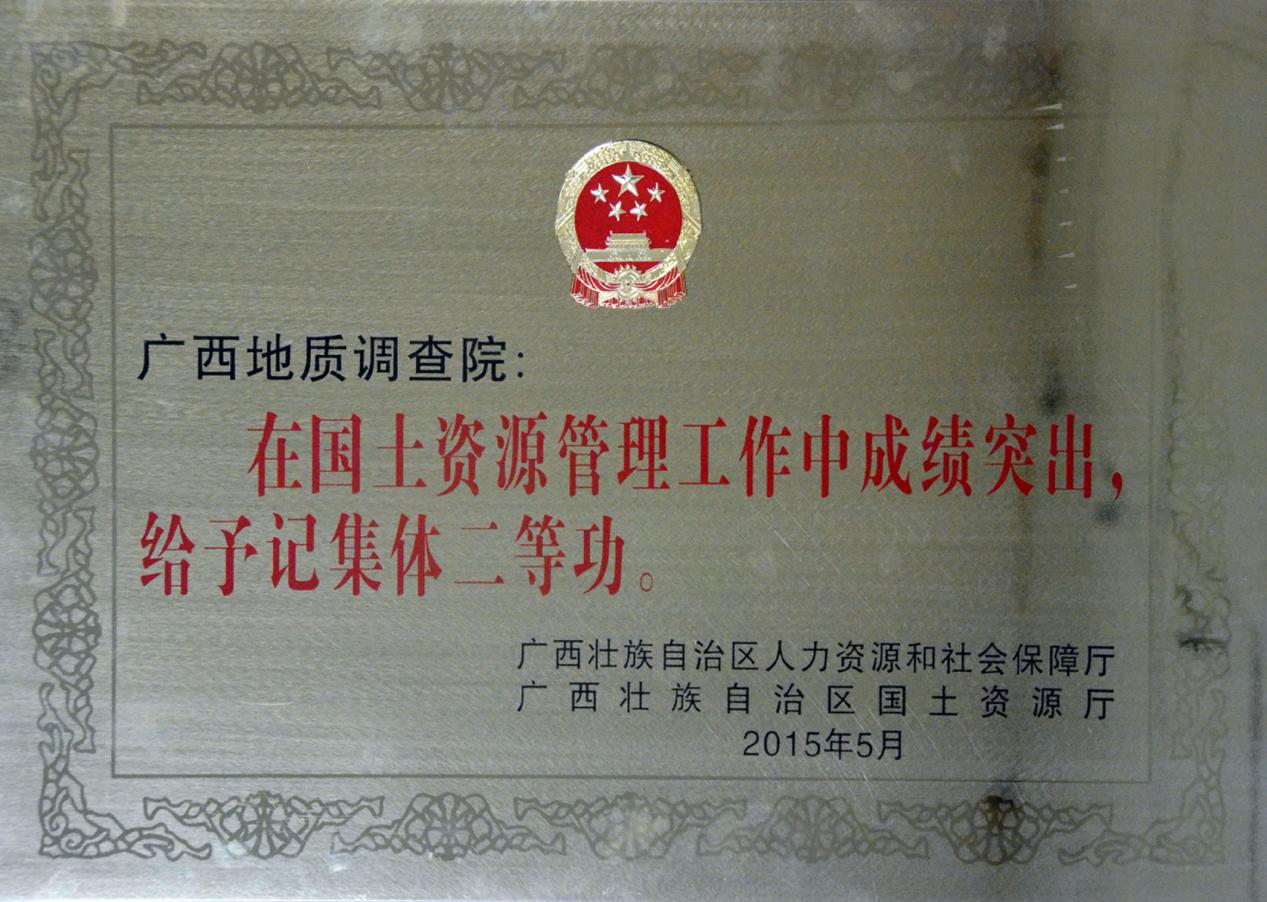 广西地质调查院：
在国土资源管理工作中成绩突出，
给予记集体二等功。
广西壮族自治区人力资源和社会保障厅
广西壮族自治区国土资源厅
2015年5月